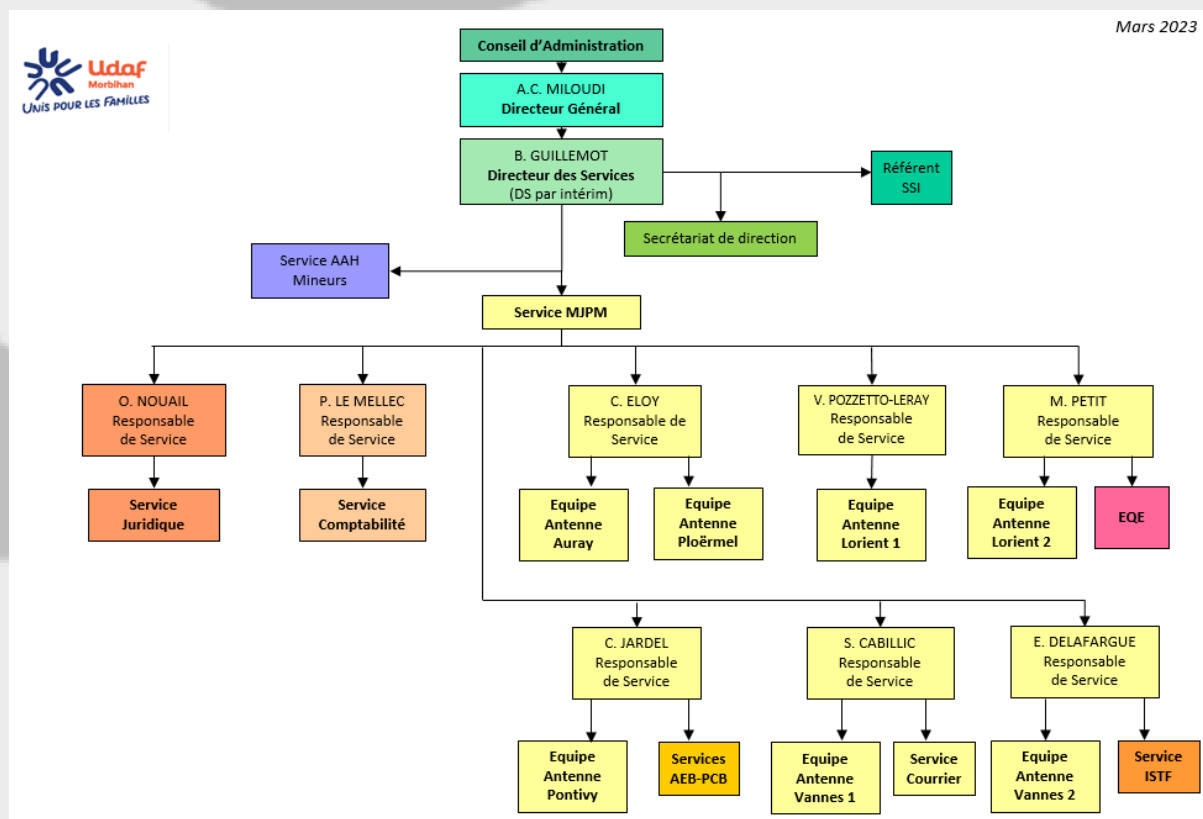 Mars 2023
Udaf
Morbihan
UNIS POUR LES FAMILLES
Conseil d'Administration
A.C. MILOUDI
Directeur Général
B. GUILLEMOT
Directeur des Services
(DS par intérim)
Référent
SSI
Secrétariat de direction
Service AAH
Mineurs
Service MJPM
O. NOUAIL
Responsable
de Service
P. LE MELLEC
Responsable
de Service
C. ELOY
Responsable de
Service
V. POZZETTO-LERAY
Responsable
de Service
M. PETIT
Responsable
de Service
Service
Juridique
Service
Comptabilité
Equipe
Antenne
Auray
Equipe
Antenne
Ploërmel
Equipe
Antenne
Lorient 1
Equipe
Antenne
Lorient 2
EQE
C. JARDEL
Responsable
de Service
S. CABILLIC
Responsable
de Service
E. DELAFARGUE
Responsable
de Service
Equipe
Antenne
Pontivy
Services
AEB-PCB
Equipe
Antenne
Vannes 1
Service
Courrier
Equipe
Antenne
Vannes 2
Service
ISTF